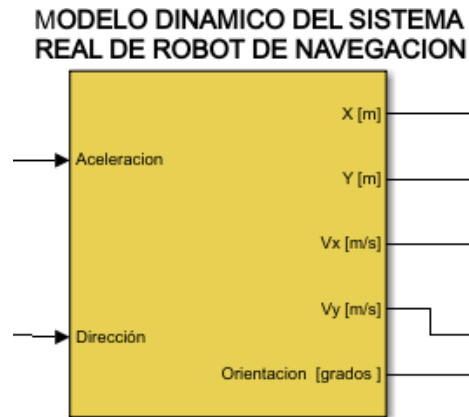 MODELO DINAMICO DEL SISTEMA
REAL DE ROBOT DE NAVEGACION
X [m]
Aceleracion
Y [m]
Vx [m/s]
Vy [m/s]
Dirección
Orientacion [grados ]